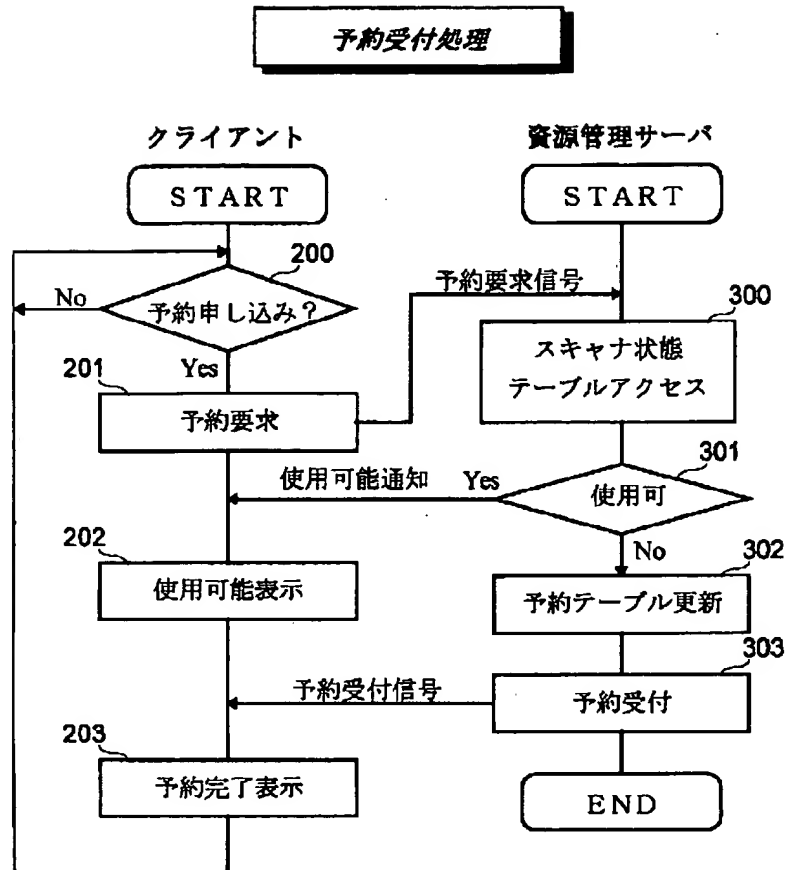 予約受付処理
クライアント
資源管理サーバ
START
START
200
No
予約申し込み?
予約要求信号
300
Yes
スキャナ状態
テーブルアクセス
201
予約要求
使用可能通知
Yes
301
使用可
No
202
使用可能表示
302
予約テーブル更新
303
予約受付信号
予約受付
203
予約完了表示
END